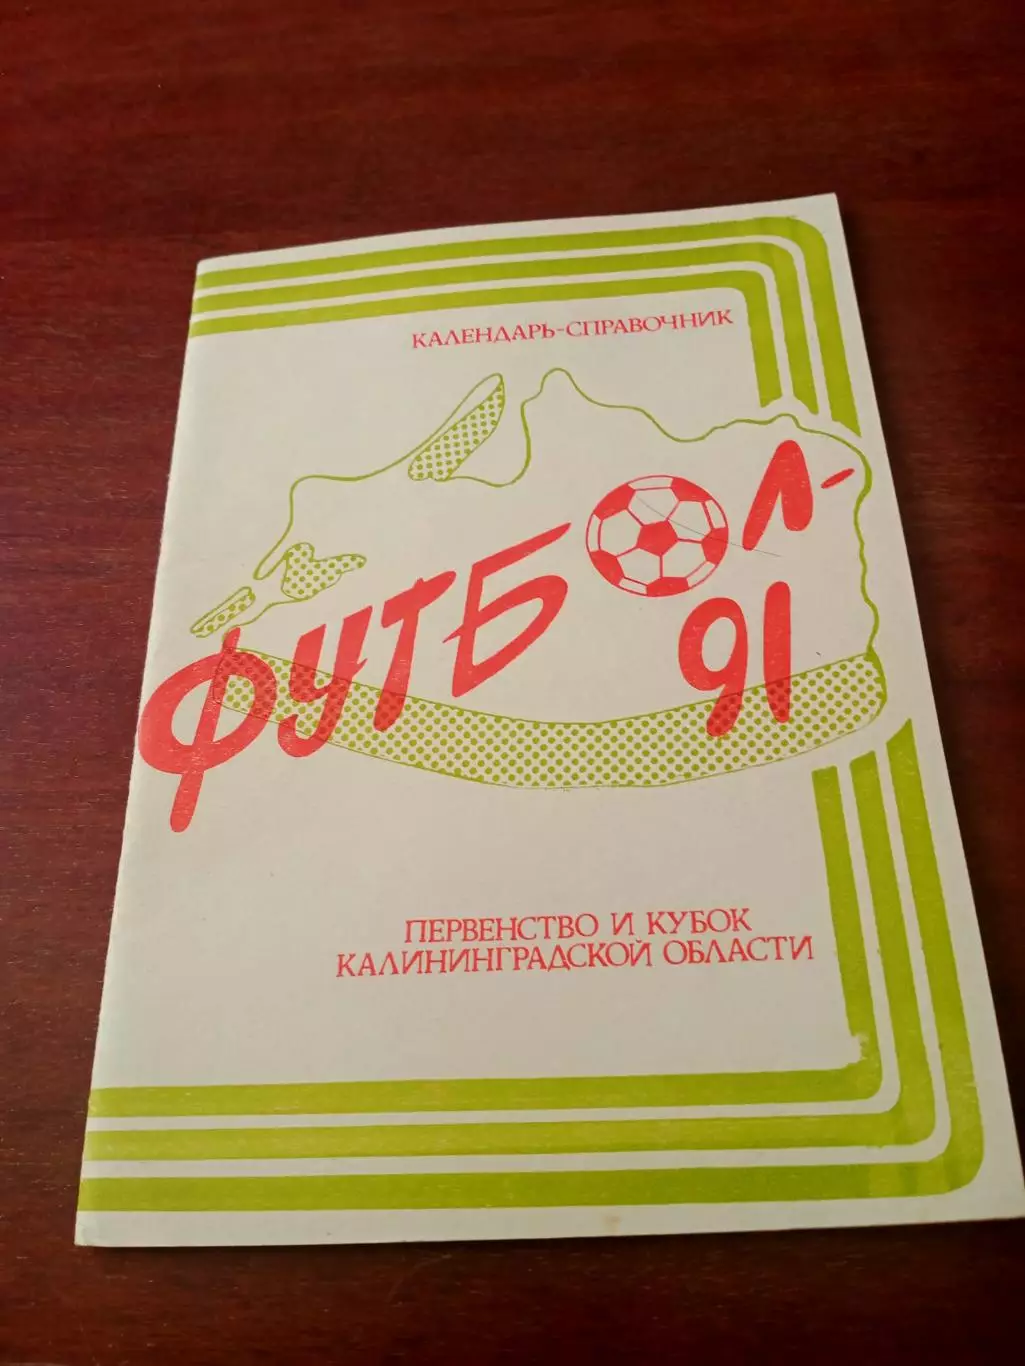 КАЛЕНДАРЬ-СПРАВОЧНИК
ФУТБОЛ-
91
ПЕРВЕНСТВО И КУБОК
КАЛИНИНГРАДСКОЙ ОБЛАСТИ